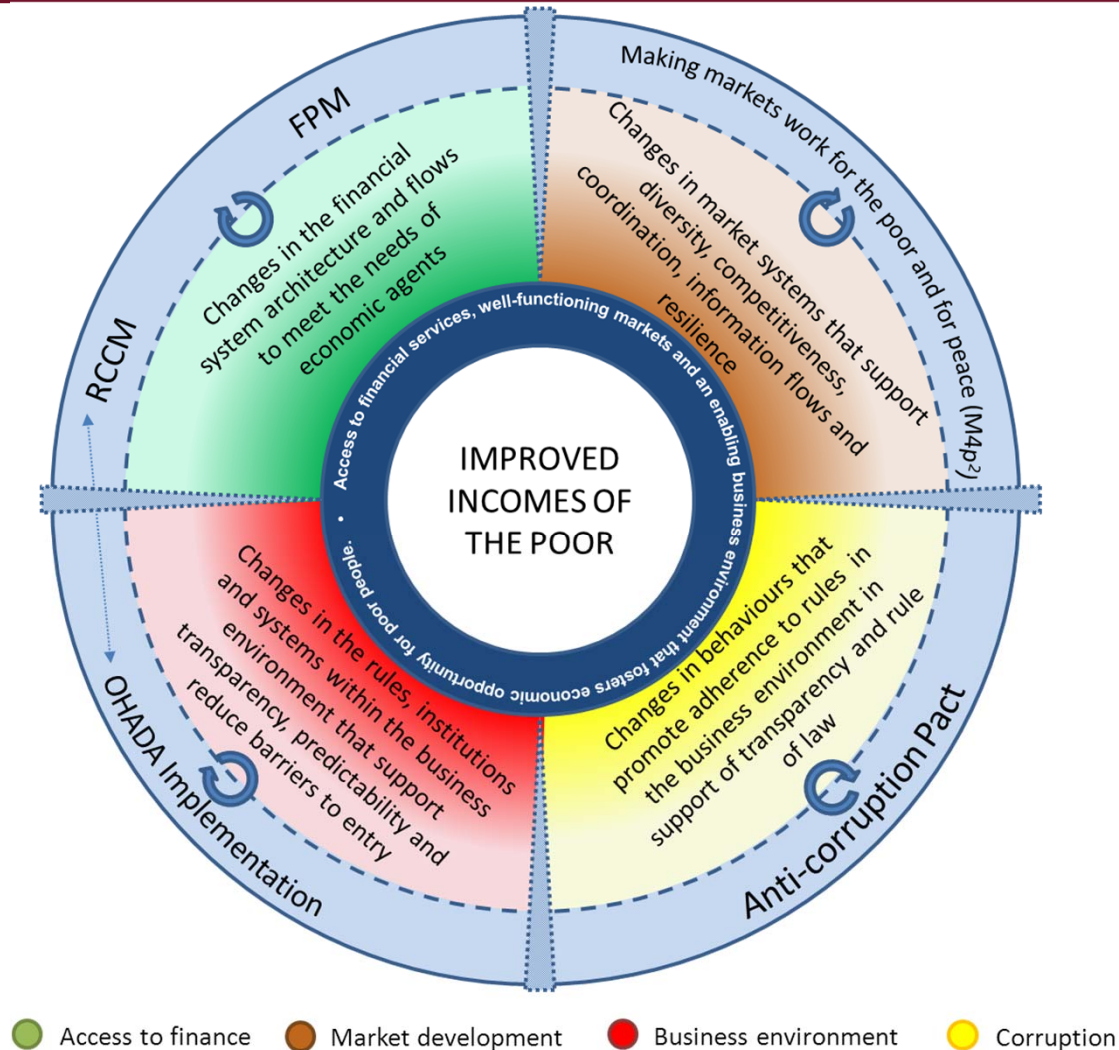 FPM
RCCM
Changes in the financial
system architecture and flows
to meet the needs of
economic agents
Making markets work for the poor and for peace (M4p²)
Changes in market systems that support
diversity, competitiveness,
coordination, information flows and
resilience
Access to financial services, well-functioning markets and an enabling business environment that fosters economic opportunity for poor people. •
IMPROVED
INCOMES OF
THE POOR
Changes in the rules, institutions
and systems within the business
environment that support
transparency, predictability and
reduce barriers to entry
OHADA Implementation
Changes in behaviours that
promote adherence to rules in
the business environment in
support of transparency and rule
of law
Anti-corruption Pact
Access to finance
Market development
Business environment
Corruption